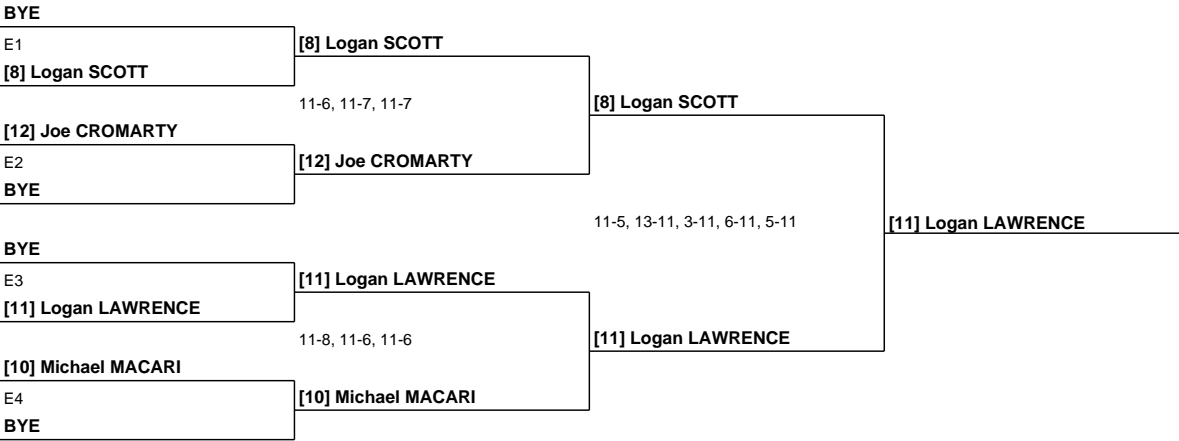 BYE
E1
[8] Logan SCOTT
[8] Logan SCOTT
11-6, 11-7, 11-7
[8] Logan SCOTT
[12] Joe CROMARTY
E2
[12] Joe CROMARTY
BYE
11-5, 13-11, 3-11, 6-11, 5-11
[11] Logan LAWRENCE
BYE
E3
[11] Logan LAWRENCE
[11] Logan LAWRENCE
11-8, 11-6, 11-6
[11] Logan LAWRENCE
[10] Michael MACARI
E4
[10] Michael MACARI
BYE